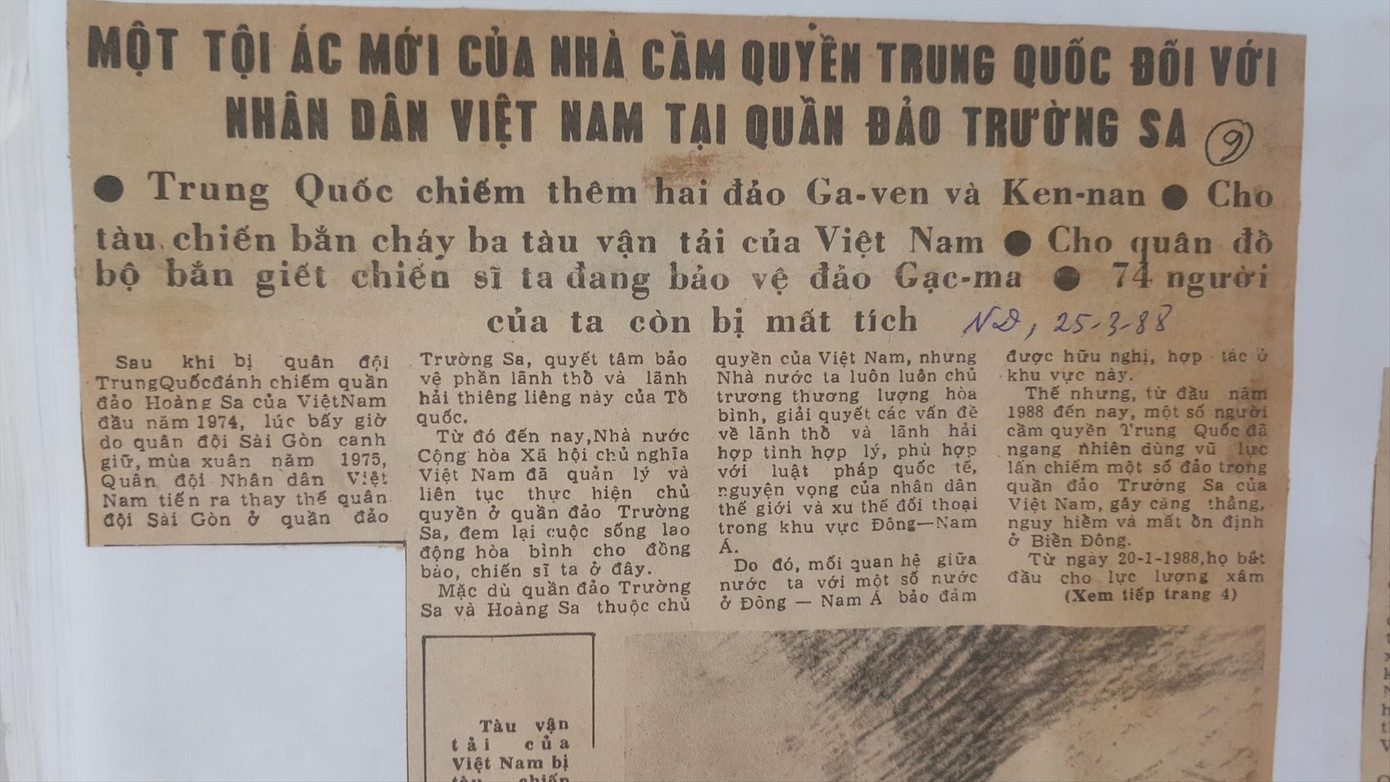 MỘT TỘI ÁC MỚI CỦA NHÀ CẦM QUYỀN TRUNG QUỐC ĐỐI VỚI
NHÂN DÂN VIỆT NAM TẠI QUẦN ĐẢO TRƯỜNG SA 9
● Trung Quốc chiếm thêm hai đảo Ga-ven và Ken-nan ● Cho
tàu chiến bắn cháy ba tàu vận tải của Việt Nam ● Cho quân đổ
bộ bắn giết chiến sĩ ta đang bảo vệ đảo Gạc-ma ● 74 người
của ta còn bị mất tích ND, 25-3-88
Sau khi bị quân đội
TrungQuốcđánh chiếm quần
đảo Hoàng Sa của ViệtNam
đầu năm 1974, lúc bấy giờ
do quân đội Sài Gòn canh
giữ, mùa xuân năm 1975,
Quân đội Nhân dân Việt
Nam tiến ra thay thế quân
đội Sài Gòn ở quần đảo
Trường Sa, quyết tâm bảo
vệ phần lãnh thổ và lãnh
hải thiêng liêng này của Tổ
quốc.
Từ đó đến nay,Nhà nước
Cộng hòa Xã hội chủ nghĩa
Việt Nam đã quản lý và
liên tục thực hiện chủ
quyền ở quần đảo Trường
Sa, đem lại cuộc sống lao
động hòa bình cho đồng
bào, chiến sĩ ta ở đây.
Mặc dù quần đảo Trường
Sa và Hoàng Sa thuộc chủ
quyền của Việt Nam, nhưng
Nhà nước ta luôn luôn chủ
trương thương lượng hòa
bình, giải quyết các vấn đề
về lãnh thổ và lãnh hải
hợp tình hợp lý, phù hợp
với luật pháp quốc tế,
nguyện vọng của nhân dân
thế giới và xu thế đối thoại
trong khu vực Đông—Nam
Á.
Do đó, mối quan hệ giữa
nước ta với một số nước
ở Đông — Nam Á bảo đảm
được hữu nghị, hợp tác ở
khu vực này.
Thế nhưng, từ đầu năm
1988 đến nay, một số người
cầm quyền Trung Quốc đã
ngang nhiên dùng vũ lực
lấn chiếm một số đảo trong
quần đảo Trường Sa của
Việt Nam, gây căng thẳng,
nguy hiểm và mất ổn định
ở Biển Đông.
Từ ngày 20-1-1988,họ bắt
đầu cho lực lượng xâm
(Xem tiếp trang 4)
Tàu vận
tải của
Việt Nam bị
tàu chiến